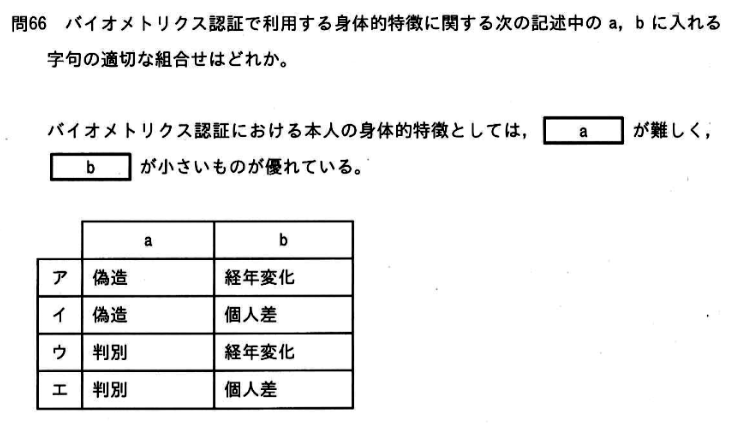 問66 バイオメトリクス認証で利用する身体的特徴に関する次の記述中の a，b に入れる
字句の適切な組合せはどれか。
バイオメトリクス認証における本人の身体的特徴としては， a が難しく，
b が小さいものが優れている。
a b
ア 偽造 経年変化
イ 偽造 個人差
ウ 判別 経年変化
エ 判別 個人差